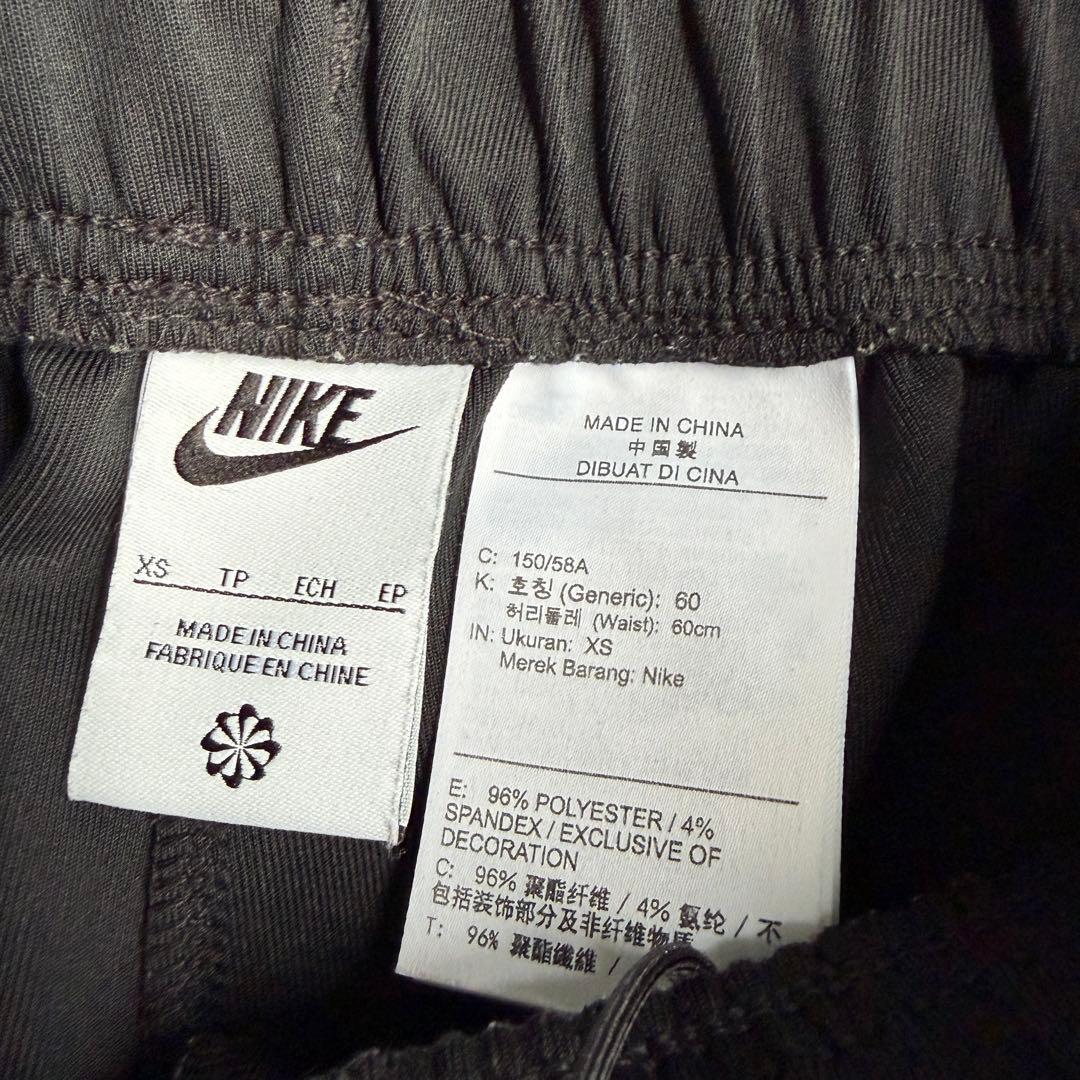 NIKE
XS TP ECH EP
MADE IN CHINA
FABRIQUE EN CHINE
MADE IN CHINA
中国製
DIBUAT DI CINA
C: 150/58A
K: 호칭 (Generic): 60
허리둘레 (Waist): 60cm
IN: Ukuran: XS
Merek Barang: Nike
E: 96% POLYESTER / 4%
SPANDEX / EXCLUSIVE OF
DECORATION
C: 96% 聚酯纤维 / 4% 氨纶 / 不
包括装饰部分及非纤维物质
T: 96% 聚酯纖維 /